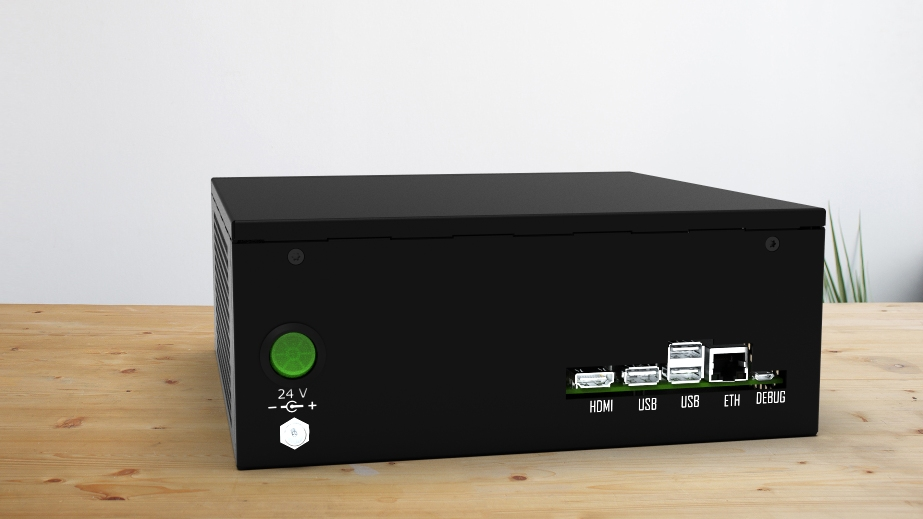 24 V
HDMI
USB
USB
ETH
DEBUG